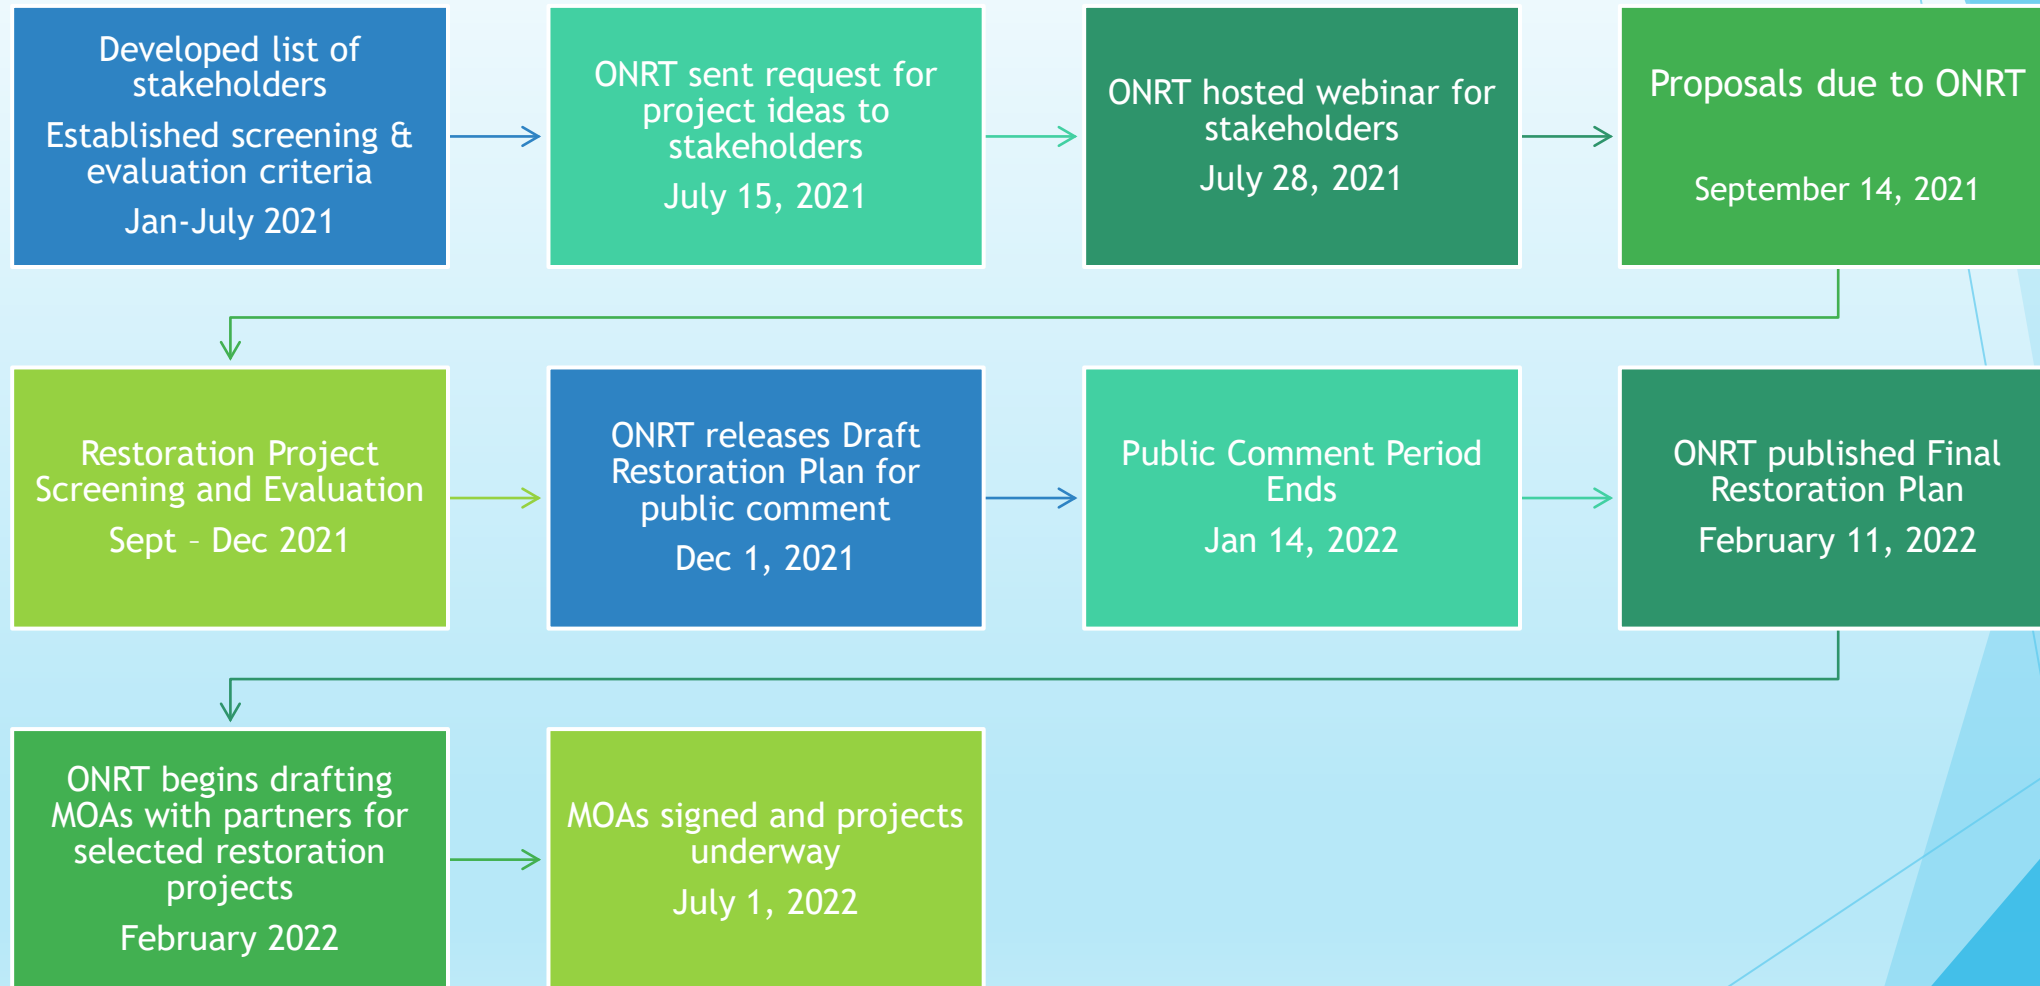 Developed list of
stakeholders
Established screening &
evaluation criteria
Jan-July 2021
ONRT sent request for
project ideas to
stakeholders
July 15, 2021
ONRT hosted webinar for
stakeholders
July 28, 2021
Proposals due to ONRT
September 14, 2021
Restoration Project
Screening and Evaluation
Sept – Dec 2021
ONRT releases Draft
Restoration Plan for
public comment
Dec 1, 2021
Public Comment Period
Ends
Jan 14, 2022
ONRT published Final
Restoration Plan
February 11, 2022
ONRT begins drafting
MOAs with partners for
selected restoration
projects
February 2022
MOAs signed and projects
underway
July 1, 2022